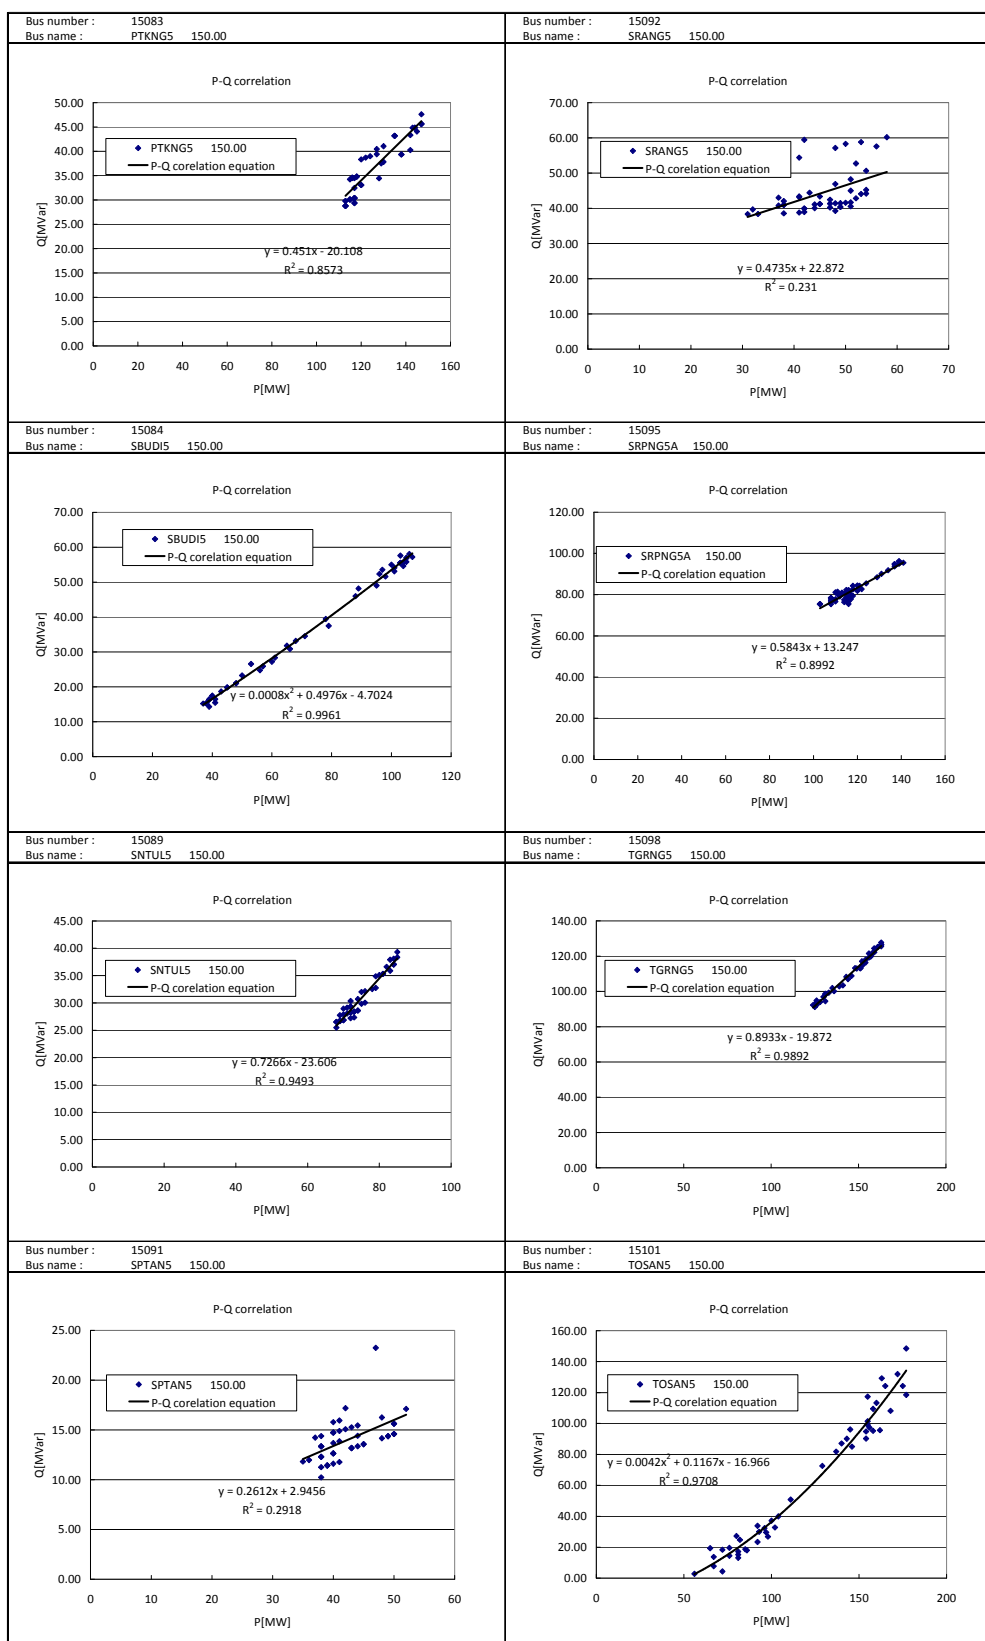 Bus number : 15083
Bus name : PTKNG5 150.00
P-Q correlation
50.00
45.00
40.00
35.00
30.00
25.00
20.00
15.00
10.00
5.00
0.00
Q[MVar]
PTKNG5 150.00
P-Q corelation equation
y = 0.451x - 20.108
R² = 0.8573
0 20 40 60 80 100 120 140 160
P[MW]
Bus number : 15092
Bus name : SRANG5 150.00
P-Q correlation
70.00
60.00
50.00
40.00
30.00
20.00
10.00
0.00
Q[MVar]
SRANG5 150.00
P-Q corelation equation
y = 0.4735x + 22.872
R² = 0.231
0 10 20 30 40 50 60 70
P[MW]
Bus number : 15084
Bus name : SBUDI5 150.00
P-Q correlation
70.00
60.00
50.00
40.00
30.00
20.00
10.00
0.00
Q[MVar]
SBUDI5 150.00
P-Q corelation equation
y = 0.0008x² + 0.4976x - 4.7024
R² = 0.9961
0 20 40 60 80 100 120
P[MW]
Bus number : 15095
Bus name : SRPNG5A 150.00
P-Q correlation
120.00
100.00
80.00
60.00
40.00
20.00
0.00
Q[MVar]
SRPNG5A 150.00
P-Q corelation equation
y = 0.5843x + 13.247
R² = 0.8992
0 20 40 60 80 100 120 140 160
P[MW]
Bus number : 15089
Bus name : SNTUL5 150.00
P-Q correlation
45.00
40.00
35.00
30.00
25.00
20.00
15.00
10.00
5.00
0.00
Q[MVar]
SNTUL5 150.00
P-Q corelation equation
y = 0.7266x - 23.606
R² = 0.9493
0 20 40 60 80 100
P[MW]
Bus number : 15098
Bus name : TGRNG5 150.00
P-Q correlation
140.00
120.00
100.00
80.00
60.00
40.00
20.00
0.00
Q[MVar]
TGRNG5 150.00
P-Q corelation equation
y = 0.8933x - 19.872
R² = 0.9892
0 50 100 150 200
P[MW]
Bus number : 15091
Bus name : SPTAN5 150.00
P-Q correlation
25.00
20.00
15.00
10.00
5.00
0.00
Q[MVar]
SPTAN5 150.00
P-Q corelation equation
y = 0.2612x + 2.9456
R² = 0.2918
0 10 20 30 40 50 60
P[MW]
Bus number : 15101
Bus name : TOSAN5 150.00
P-Q correlation
160.00
140.00
120.00
100.00
80.00
60.00
40.00
20.00
0.00
Q[MVar]
TOSAN5 150.00
P-Q corelation equation
y = 0.0042x² + 0.1167x - 16.966
R² = 0.9708
0 50 100 150 200
P[MW]